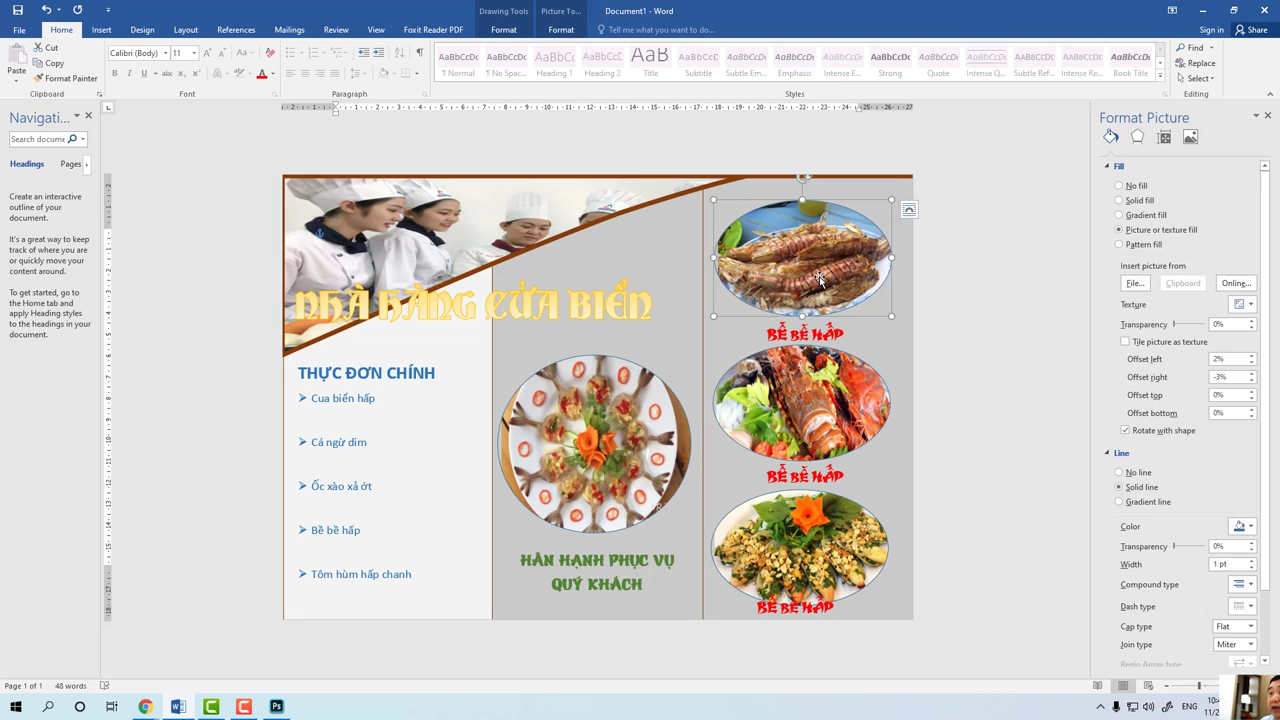 Drawing Tools
Picture To...
Document1 - Word
File
Home
Insert
Design
Layout
References
Mailings
Review
View
Foxit Reader PDF
Format
Format
Tell me what you want to do...
Sign in
Share
Paste
Cut
Copy
Format Painter
Clipboard
Calibri (Body)
11
Font
Paragraph
AaBbCcDc
¶ Normal
¶ No Spac...
Heading 1
Heading 2
AaB
Title
Subtitle
Subtle Em...
Emphasis
Intense E...
Strong
Quote
Intense Q...
Subtle Ref...
Intense Re...
Book Title
Styles
Find
Replace
Select
Editing
Navigati...
Search docume
Headings
Pages
Create an interactive
outline of your
document.
It's a great way to keep
track of where you are
or quickly move your
content around.
To get started, go to
the Home tab and
apply Heading styles
to the headings in your
document.
NHÀ HÀNG CỬA BIỂN
THỰC ĐƠN CHÍNH
Cua biển hấp
Cá ngừ dim
Ốc xào xả ớt
Bề bề hấp
Tôm hùm hấp chanh
HÂN HẠNH PHỤC VỤ
QUÝ KHÁCH
BỀ BỀ HẤP
BỀ BỀ HẤP
BỀ BỀ HẤP
Format Picture
Fill
No fill
Solid fill
Gradient fill
Picture or texture fill
Pattern fill
Insert picture from
File...
Clipboard
Online...
Texture
Transparency
0%
Tile picture as texture
Offset left
2%
Offset right
-3%
Offset top
0%
Offset bottom
0%
Rotate with shape
Line
No line
Solid line
Gradient line
Color
Transparency
0%
Width
1 pt
Compound type
Dash type
Cap type
Flat
Join type
Miter
Begin Arrow type
Page 1 of 1
48 words
ENG